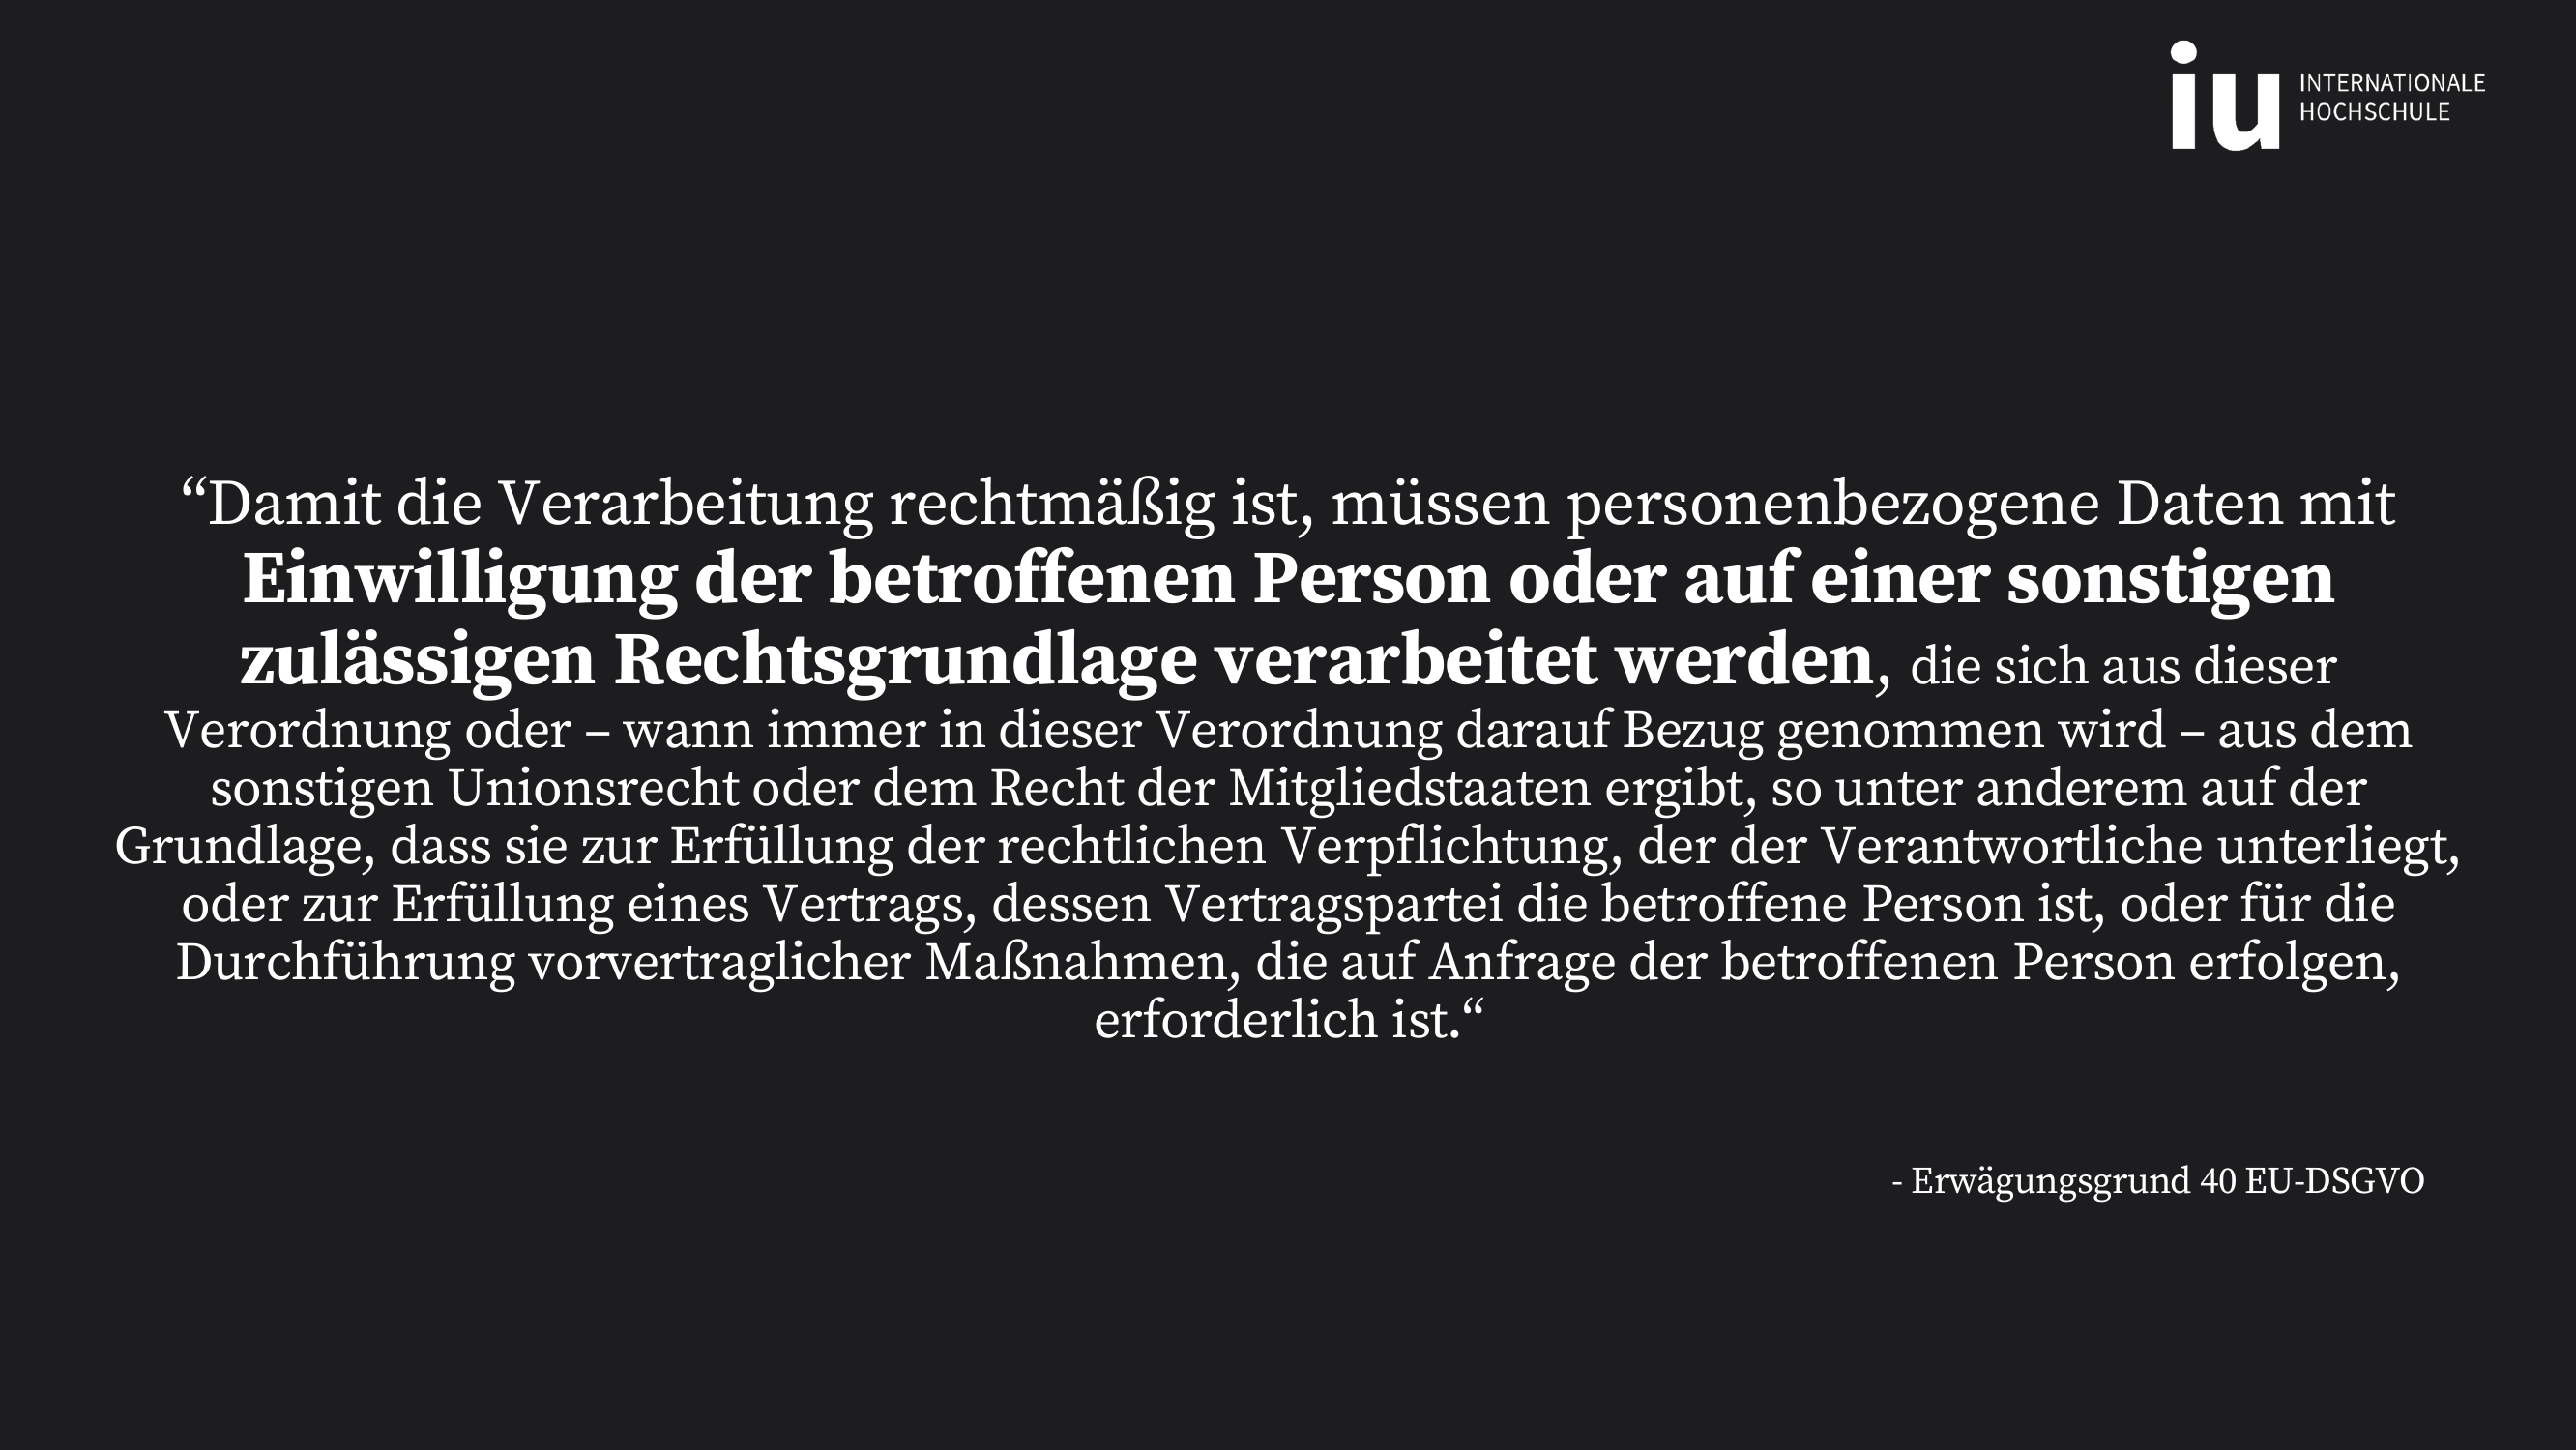 iu INTERNATIONALE
HOCHSCHULE
“Damit die Verarbeitung rechtmäßig ist, müssen personenbezogene Daten mit
Einwilligung der betroffenen Person oder auf einer sonstigen
zulässigen Rechtsgrundlage verarbeitet werden, die sich aus dieser
Verordnung oder – wann immer in dieser Verordnung darauf Bezug genommen wird – aus dem
sonstigen Unionsrecht oder dem Recht der Mitgliedstaaten ergibt, so unter anderem auf der
Grundlage, dass sie zur Erfüllung der rechtlichen Verpflichtung, der der Verantwortliche unterliegt,
oder zur Erfüllung eines Vertrags, dessen Vertragspartei die betroffene Person ist, oder für die
Durchführung vorvertraglicher Maßnahmen, die auf Anfrage der betroffenen Person erfolgen,
erforderlich ist.“
- Erwägungsgrund 40 EU-DSGVO